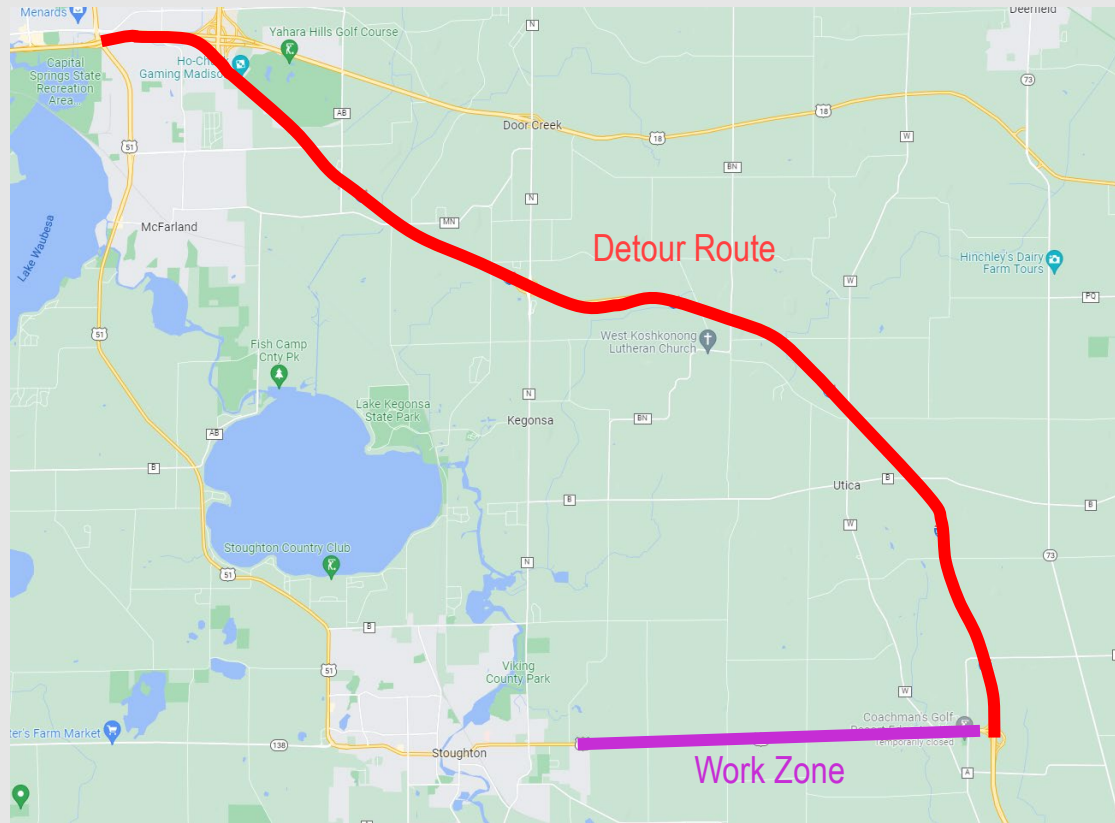 Menards
Deerfield
Yahara Hills Golf Course
N
Capital
Springs State
Recreation
Area
Gaming Madison
73
AB
Door Creek
18
18
W
51
BN
Lake Waubesa
N
McFarland
MN
Detour Route
Hinchley's Dairy
Farm Tours
W
PQ
51
West Koshkonong
Lutheran Church
Fish Camp
Cnty Pk
Lake Kegonsa
State Park
N
Kegonsa
BN
AB
B
Utica
B
B
B
W
Stoughton Country Club
N
73
51
B
Viking
County Park
51
W
Coachman's Golf
Temporarily closed
ter's Farm Market
138
Stoughton
Work Zone
A